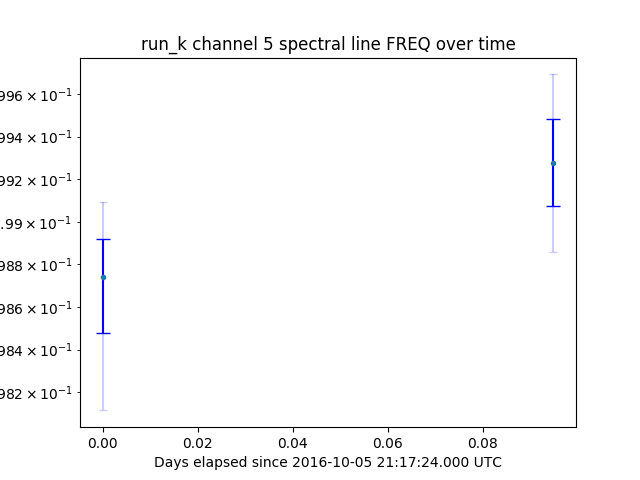 run_k channel 5 spectral line FREQ over time
996 × 10⁻¹
994 × 10⁻¹
992 × 10⁻¹
.99 × 10⁻¹
988 × 10⁻¹
986 × 10⁻¹
984 × 10⁻¹
982 × 10⁻¹
0.00 0.02 0.04 0.06 0.08
Days elapsed since 2016-10-05 21:17:24.000 UTC